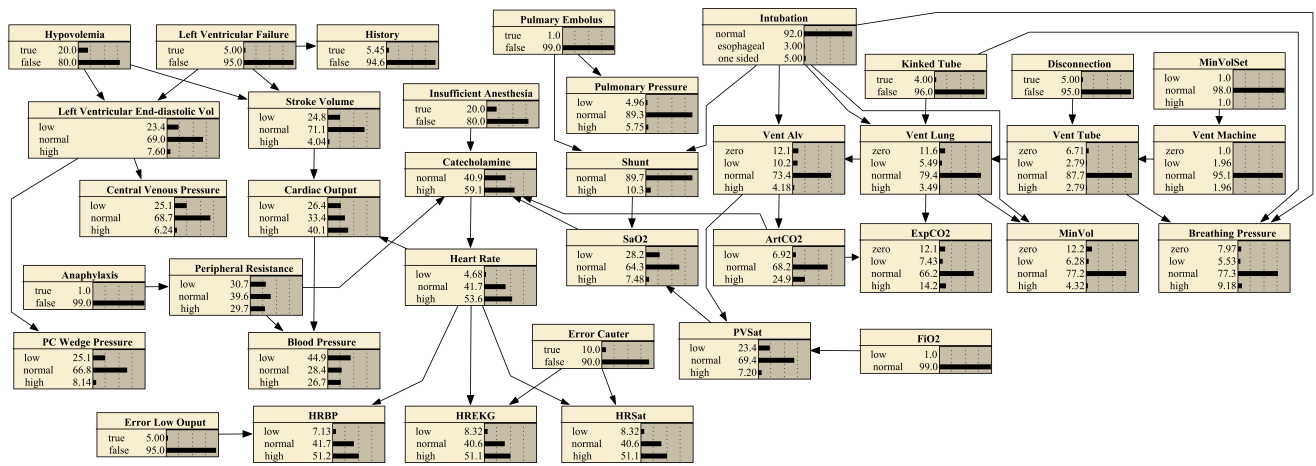 Hypovolemia
true 20.0
false 80.0
Left Ventricular Failure
true 5.00
false 95.0
History
true 5.45
false 94.6
Pulmary Embolus
true 1.0
false 99.0
Intubation
normal 92.0
esophageal 3.00
one sided 5.00
Kinked Tube
true 4.00
false 96.0
Disconnection
true 5.00
false 95.0
MinVolSet
low 1.0
normal 98.0
high 1.0
Left Ventricular End-diastolic Vol
low 23.4
normal 69.0
high 7.60
Stroke Volume
low 24.8
normal 71.1
high 4.04
Insufficient Anesthesia
true 20.0
false 80.0
Pulmonary Pressure
low 4.96
normal 89.3
high 5.75
Vent Alv
zero 12.1
low 10.2
normal 73.4
high 4.18
Vent Lung
zero 11.6
low 5.49
normal 79.4
high 3.49
Vent Tube
zero 6.71
low 2.79
normal 87.7
high 2.79
Vent Machine
zero 1.0
low 1.96
normal 95.1
high 1.96
Central Venous Pressure
low 25.1
normal 68.7
high 6.24
Cardiac Output
low 26.4
normal 33.4
high 40.1
Catecholamine
normal 40.9
high 59.1
Shunt
normal 89.7
high 10.3
Anaphylaxis
true 1.0
false 99.0
Peripheral Resistance
low 30.7
normal 39.6
high 29.7
Heart Rate
low 4.68
normal 41.7
high 53.6
SaO2
low 28.2
normal 64.3
high 7.48
ArtCO2
low 6.92
normal 68.2
high 24.9
ExpCO2
zero 12.1
low 7.43
normal 66.2
high 14.2
MinVol
zero 12.2
low 6.28
normal 77.2
high 4.32
Breathing Pressure
zero 7.97
low 5.53
normal 77.3
high 9.18
PC Wedge Pressure
low 25.1
normal 66.8
high 8.14
Blood Pressure
low 44.9
normal 28.4
high 26.7
Error Cauter
true 10.0
false 90.0
PVSat
low 23.4
normal 69.4
high 7.20
FiO2
low 1.0
normal 99.0
Error Low Ouput
true 5.00
false 95.0
HRBP
low 7.13
normal 41.7
high 51.2
HREKG
low 8.32
normal 40.6
high 51.1
HRSat
low 8.32
normal 40.6
high 51.1